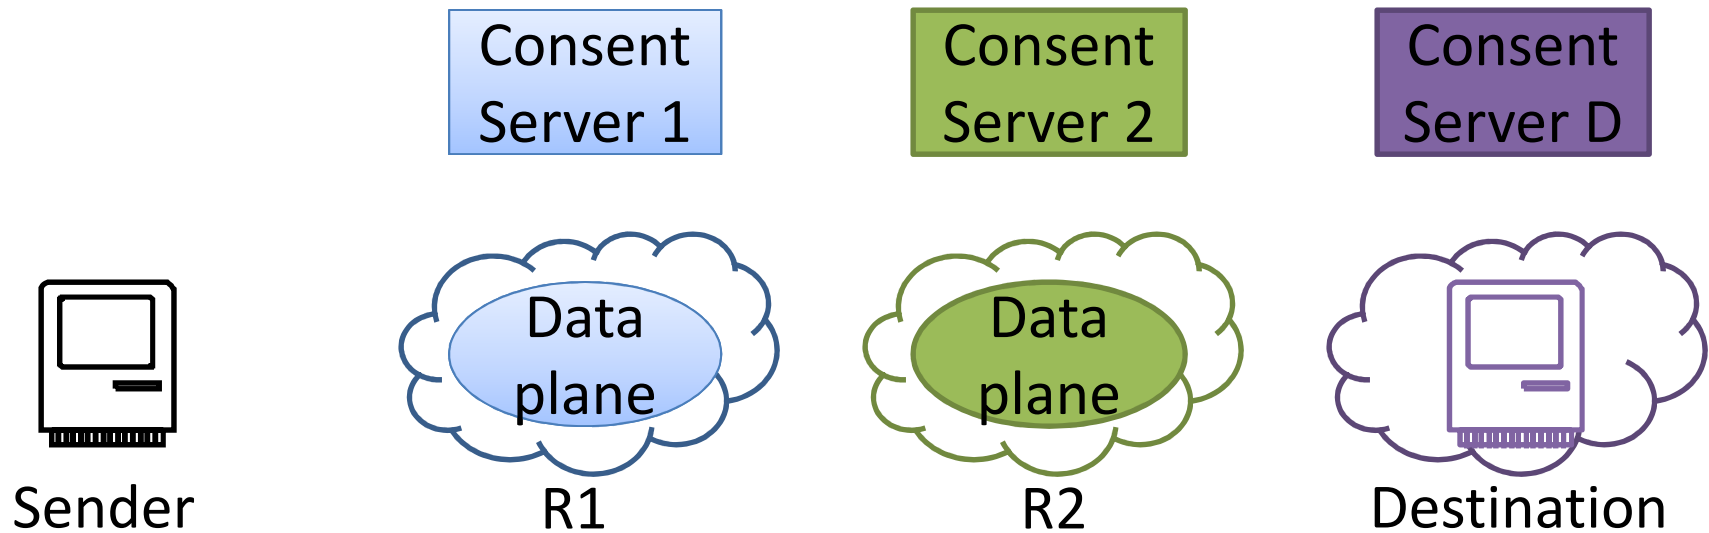 Consent
Server 1
Consent
Server 2
Consent
Server D
Data
plane
Data
plane
Sender
R1
R2
Destination